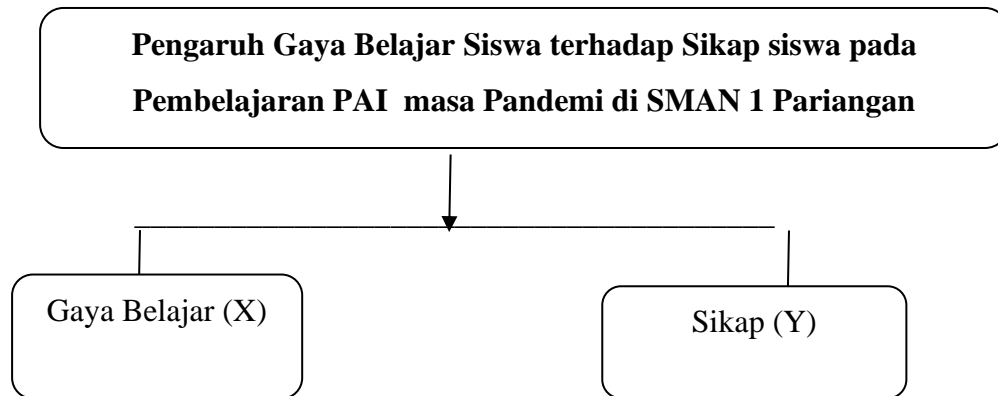 Pengaruh Gaya Belajar Siswa terhadap Sikap siswa pada
Pembelajaran PAI masa Pandemi di SMAN 1 Pariangan
Gaya Belajar (X)
Sikap (Y)